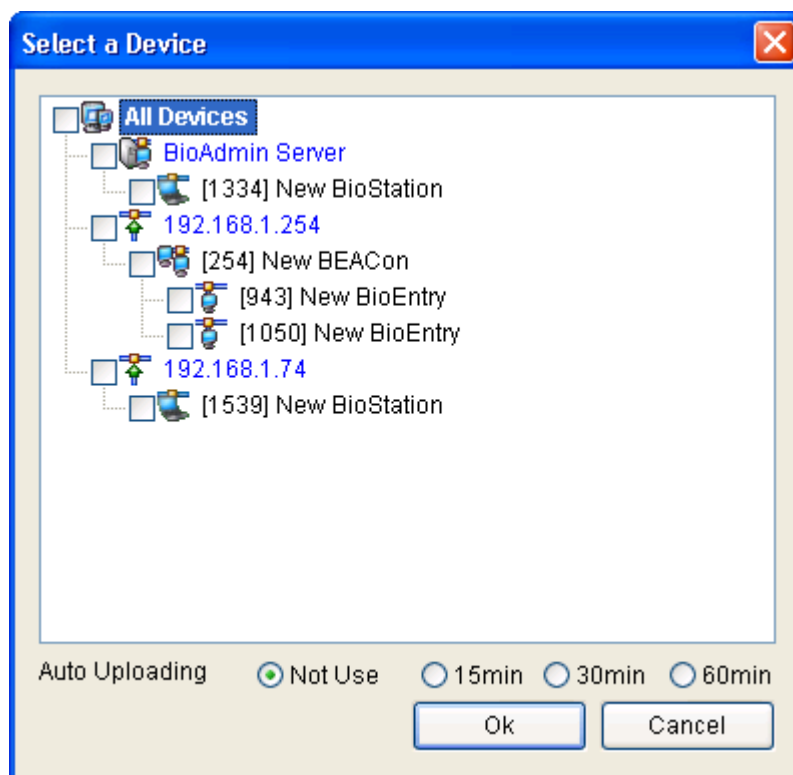 Select a Device
All Devices
BioAdmin Server
[1334] New BioStation
192.168.1.254
[254] New BEACon
[943] New BioEntry
[1050] New BioEntry
192.168.1.74
[1539] New BioStation
Auto Uploading Not Use 15min 30min 60min
Ok Cancel